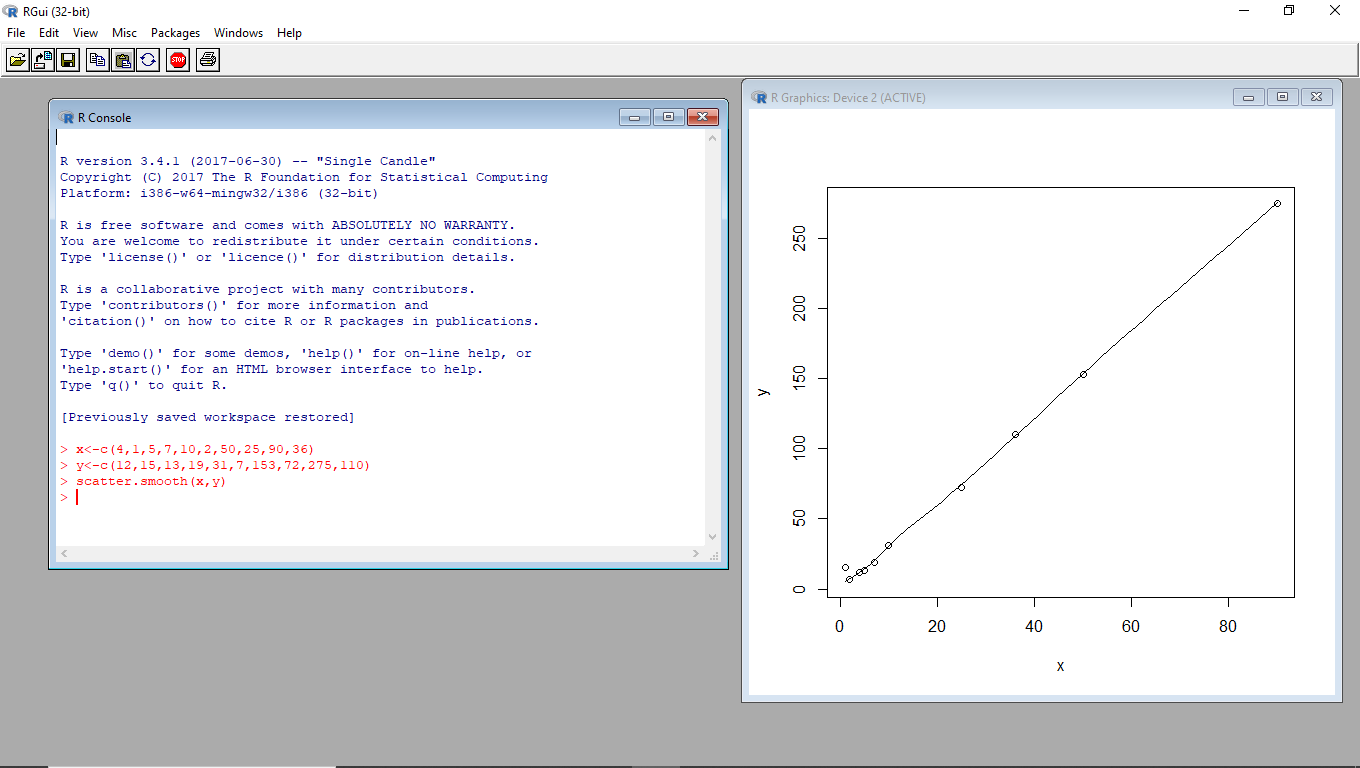 RGui (32-bit)
File Edit View Misc Packages Windows Help
STOP
R Console
R version 3.4.1 (2017-06-30) -- "Single Candle"
Copyright (C) 2017 The R Foundation for Statistical Computing
Platform: i386-w64-mingw32/i386 (32-bit)
R is free software and comes with ABSOLUTELY NO WARRANTY.
You are welcome to redistribute it under certain conditions.
Type 'license()' or 'licence()' for distribution details.
R is a collaborative project with many contributors.
Type 'contributors()' for more information and
'citation()' on how to cite R or R packages in publications.
Type 'demo()' for some demos, 'help()' for on-line help, or
'help.start()' for an HTML browser interface to help.
Type 'q()' to quit R.
[Previously saved workspace restored]
> x<-c(4,1,5,7,10,2,50,25,90,36)
> y<-c(12,15,13,19,31,7,153,72,275,110)
> scatter.smooth(x,y)
>
R Graphics: Device 2 (ACTIVE)
250
200
150
100
50
0
y
0 20 40 60 80
x